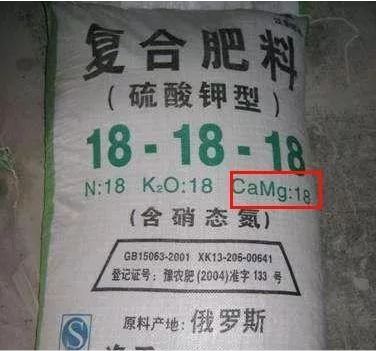 复合肥料
（硫酸钾型）
18-18-18
N:18 K₂O:18 CaMg:18
（含硝态氮）
GB15063-2001 XK13-206-00641
登记证号：豫农肥(2004)准字133号
原料产地：俄罗斯